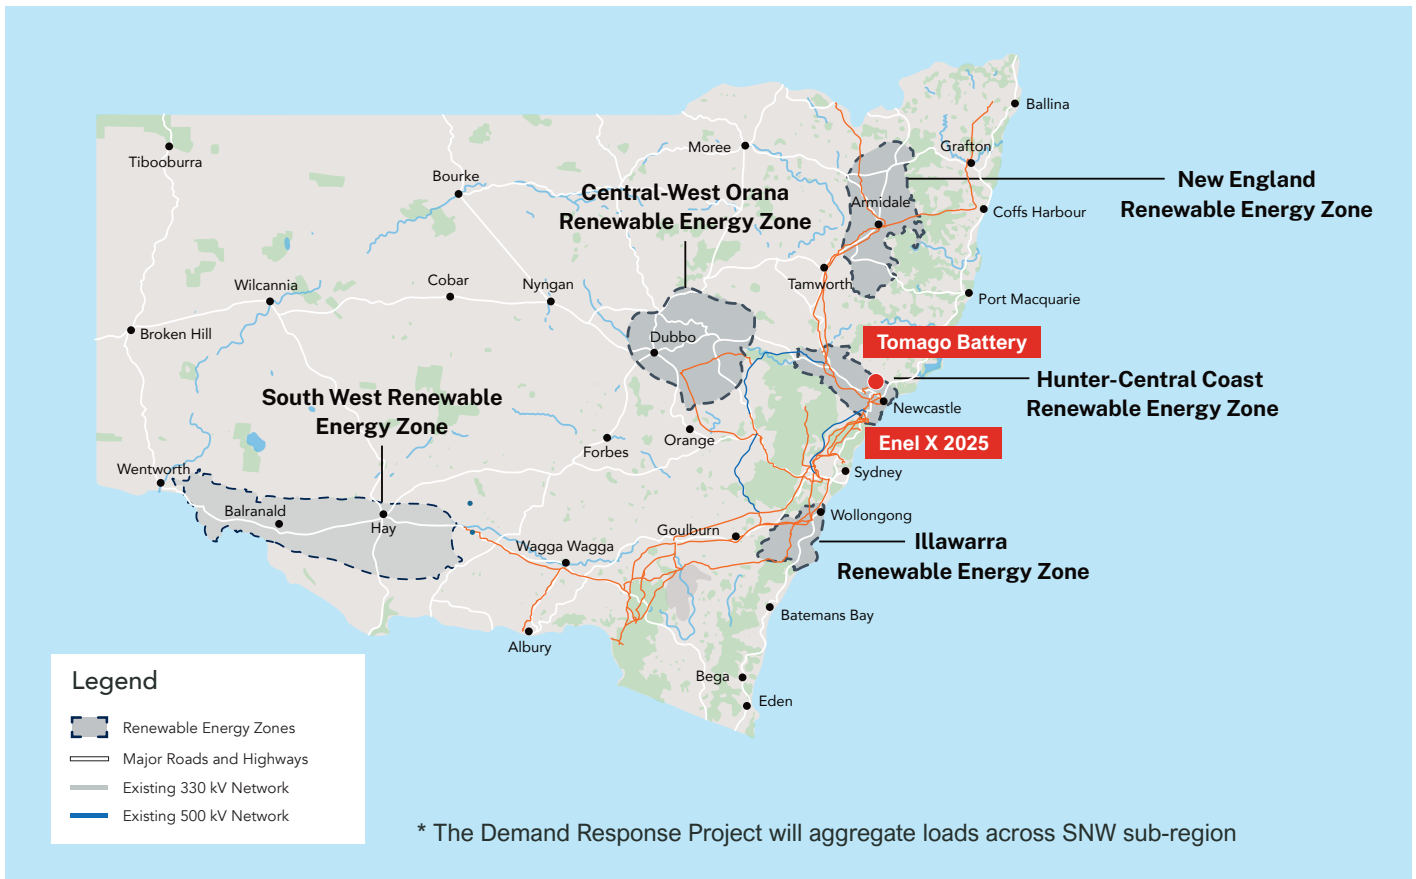 Ballina
Tibooburra
Moree
Grafton
Bourke
Central-West Orana
Renewable Energy Zone
New England
Renewable Energy Zone
Armidale
Coffs Harbour
Wilcannia
Cobar
Nyngan
Tamworth
Port Macquarie
Broken Hill
Dubbo
Tomago Battery
Hunter-Central Coast
Renewable Energy Zone
South West Renewable
Energy Zone
Newcastle
Orange
Forbes
Enel X 2025
Wentworth
Sydney
Balranald
Hay
Wollongong
Goulburn
Wagga Wagga
Illawarra
Renewable Energy Zone
Batemans Bay
Albury
Bega
Eden
Legend
Renewable Energy Zones
Major Roads and Highways
Existing 330 kV Network
Existing 500 kV Network
* The Demand Response Project will aggregate loads across SNW sub-region